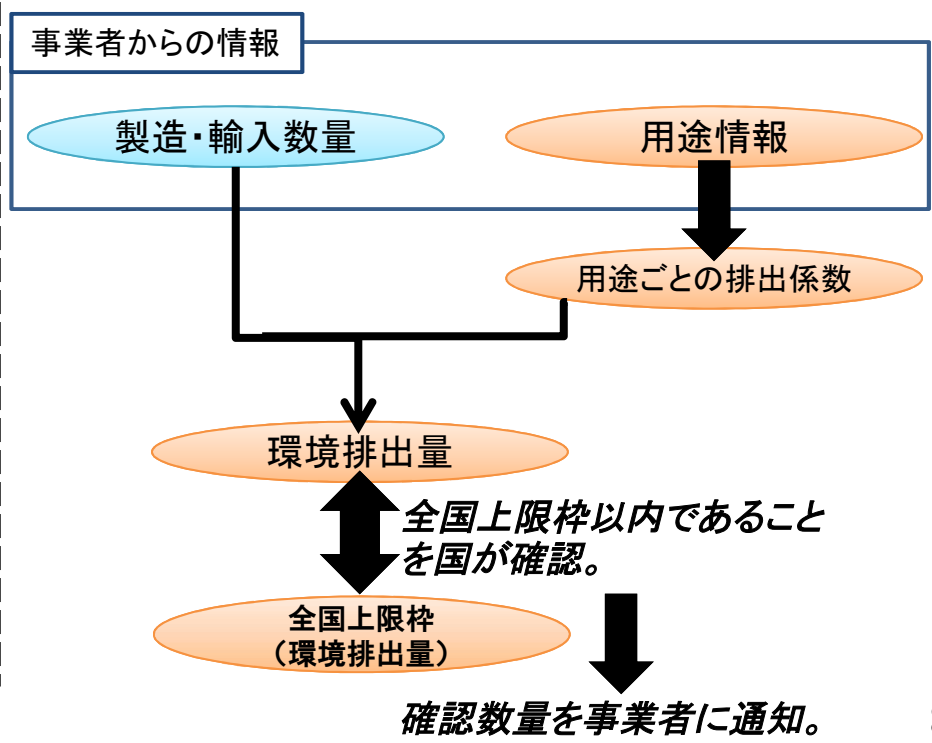 事業者からの情報
製造・輸入数量
用途情報
用途ごとの排出係数
環境排出量
全国上限枠以内であること
を国が確認。
全国上限枠
（環境排出量）
確認数量を事業者に通知。